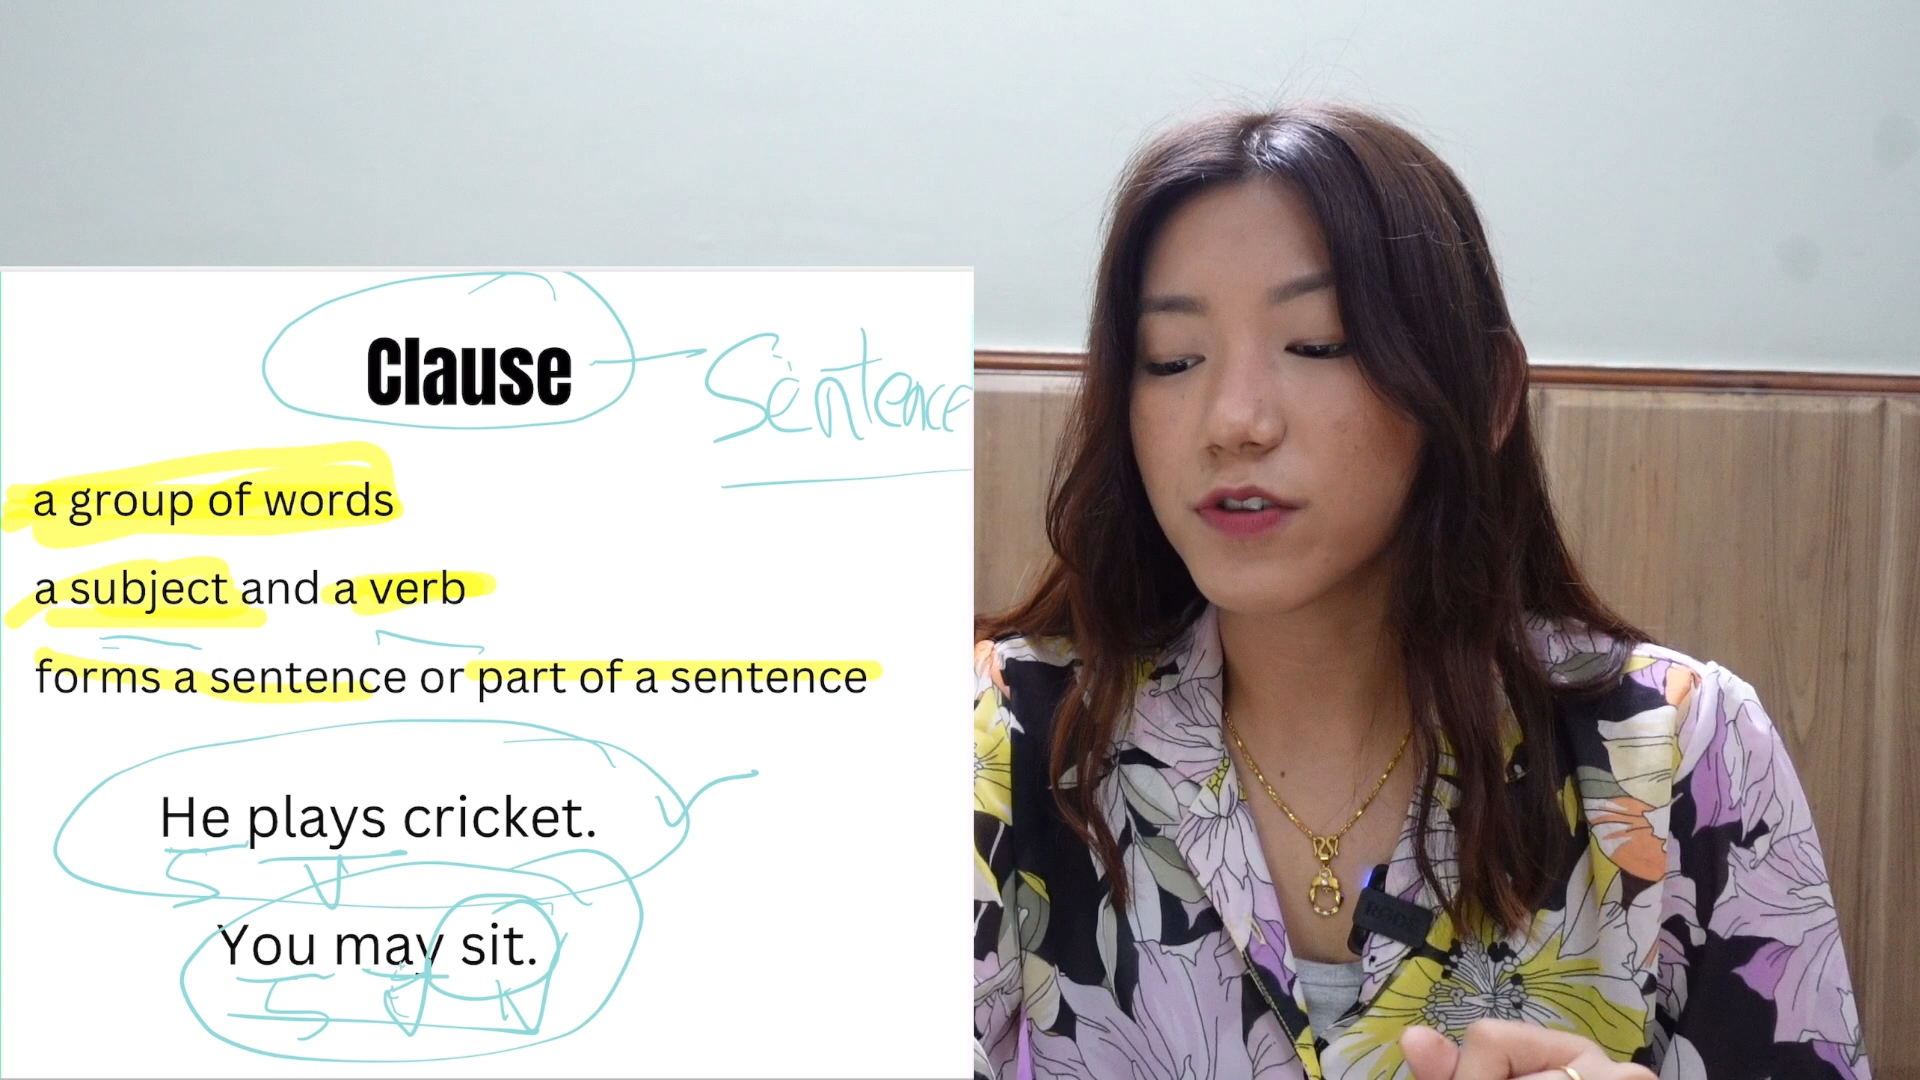 Clause
Sentence
a group of words
a subject and a verb
forms a sentence or part of a sentence
He plays cricket.
S V
You may sit.
S V
RODE